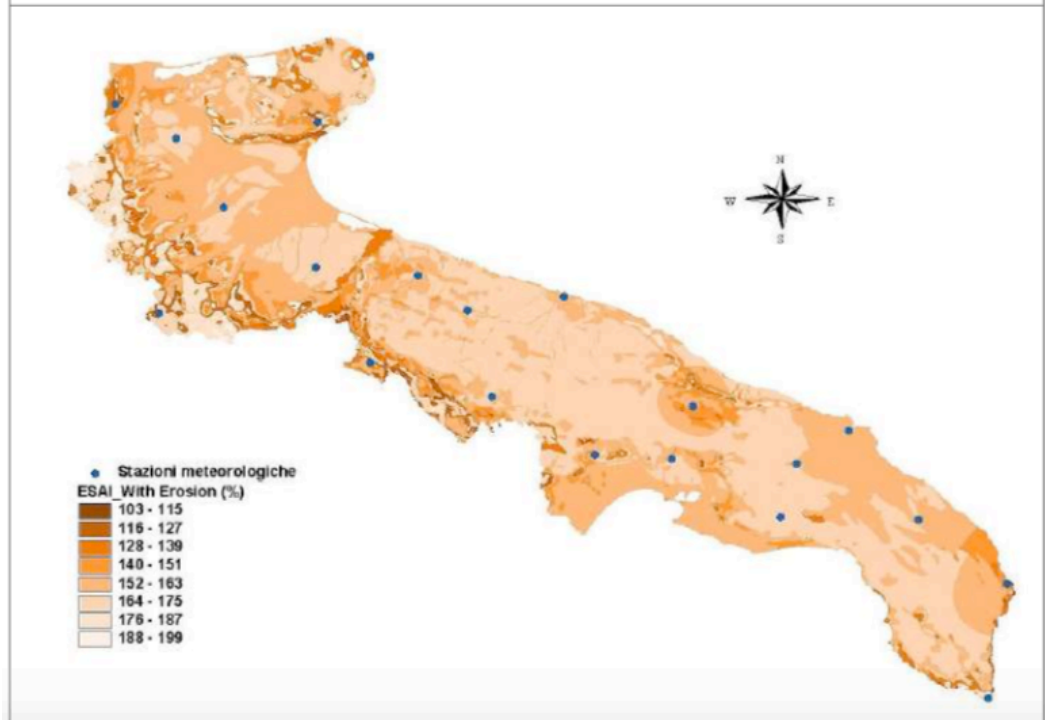 N
W E
S
Stazioni meteorologiche
ESAI_With Erosion (%)
103 - 115
116 - 127
128 - 139
140 - 151
152 - 163
164 - 175
176 - 187
188 - 199